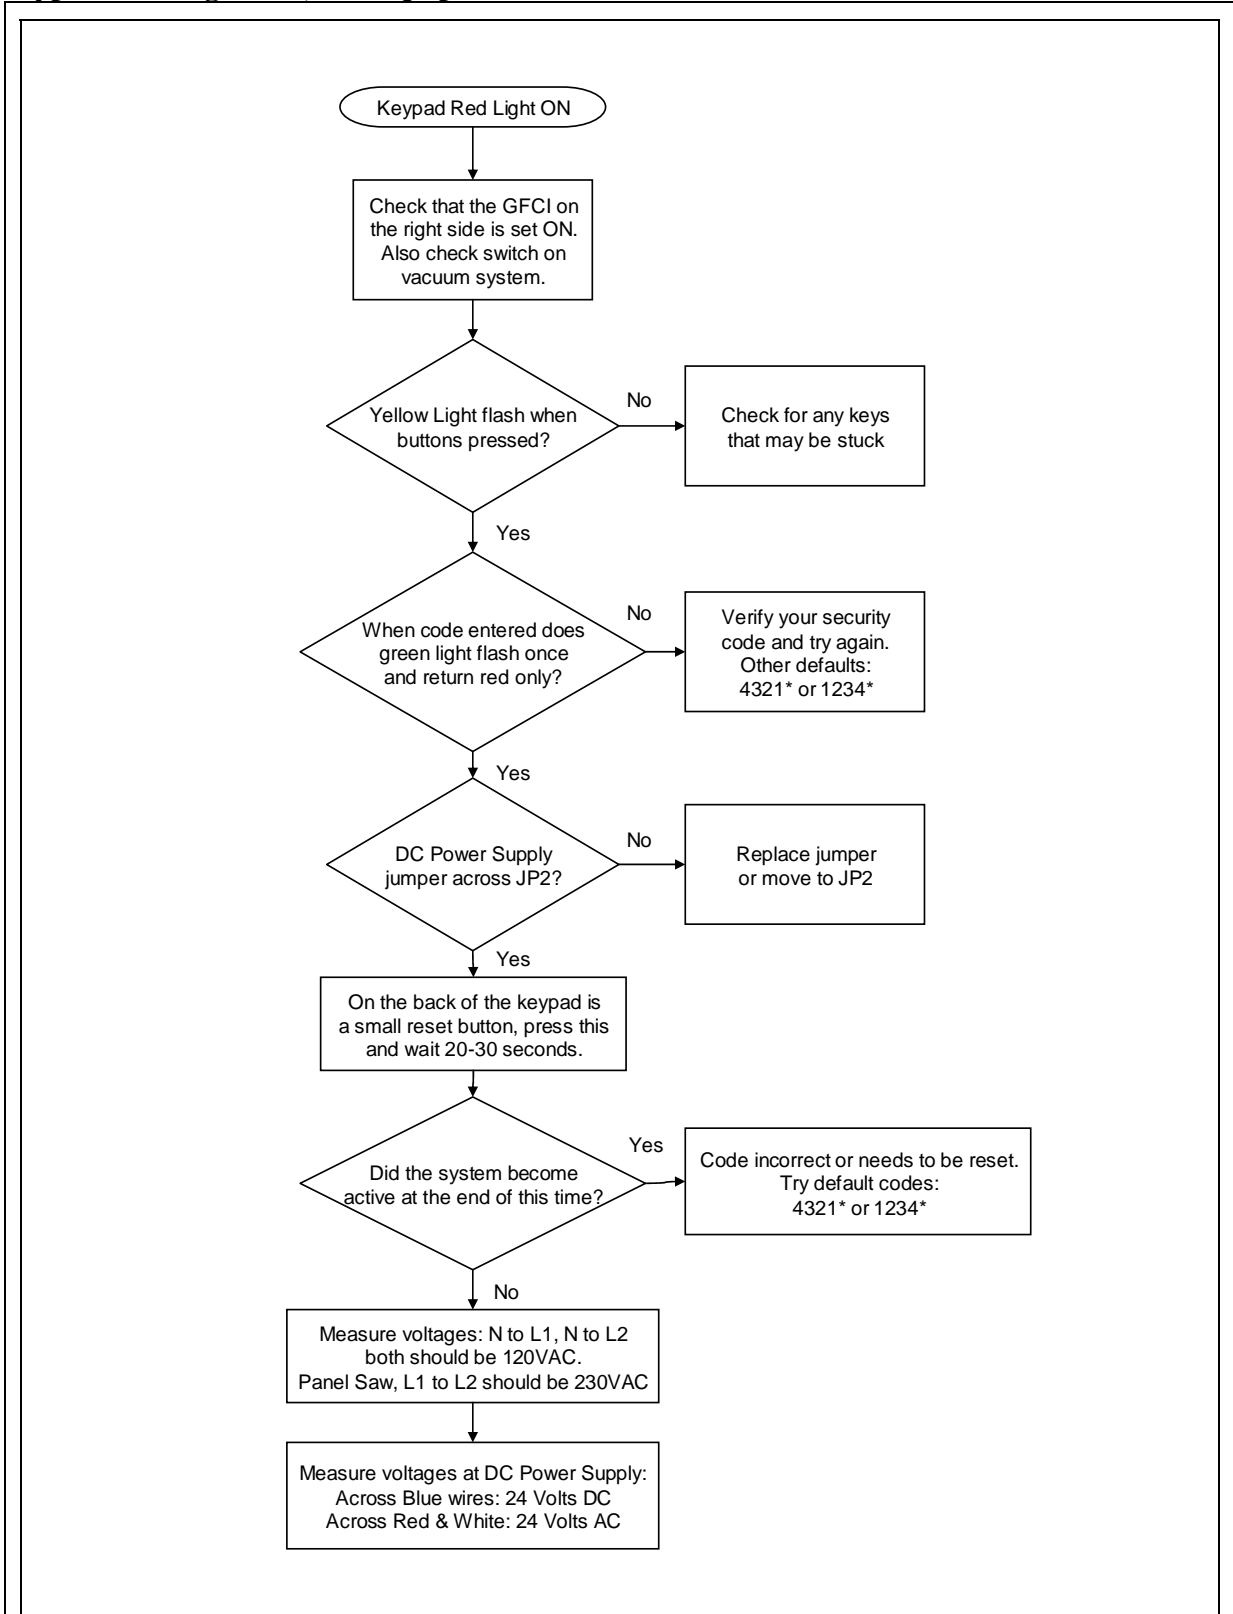 Keypad Red Light ON
Check that the GFCI on
the right side is set ON.
Also check switch on
vacuum system.
Yellow Light flash when
buttons pressed?
No
Check for any keys
that may be stuck
Yes
When code entered does
green light flash once
and return red only?
No
Verify your security
code and try again.
Other defaults:
4321* or 1234*
Yes
DC Power Supply
jumper across JP2?
No
Replace jumper
or move to JP2
Yes
On the back of the keypad is
a small reset button, press this
and wait 20-30 seconds.
Did the system become
active at the end of this time?
Yes
Code incorrect or needs to be reset.
Try default codes:
4321* or 1234*
No
Measure voltages: N to L1, N to L2
both should be 120VAC.
Panel Saw, L1 to L2 should be 230VAC
Measure voltages at DC Power Supply:
Across Blue wires: 24 Volts DC
Across Red & White: 24 Volts AC